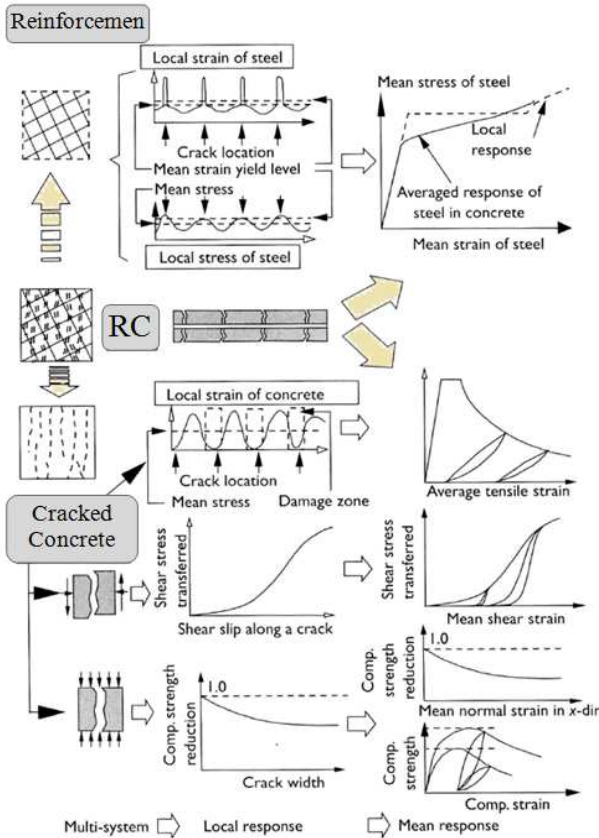 Reinforcemen
Local strain of steel
Crack location
Mean strain yield level
Mean stress
Local stress of steel
Mean stress of steel
Local
response
Averaged response of
steel in concrete
Mean strain of steel
RC
Local strain of concrete
Crack location
Mean stress
Damage zone
Average tensile strain
Cracked
Concrete
Shear stress
transferred
Shear slip along a crack
Shear stress
transferred
Mean shear strain
Comp. strength
reduction
1.0
Crack width
Comp.
strength
reduction
1.0
Mean normal strain in x-dir
Comp.
strength
Comp. strain
Multi-system
Local response
Mean response